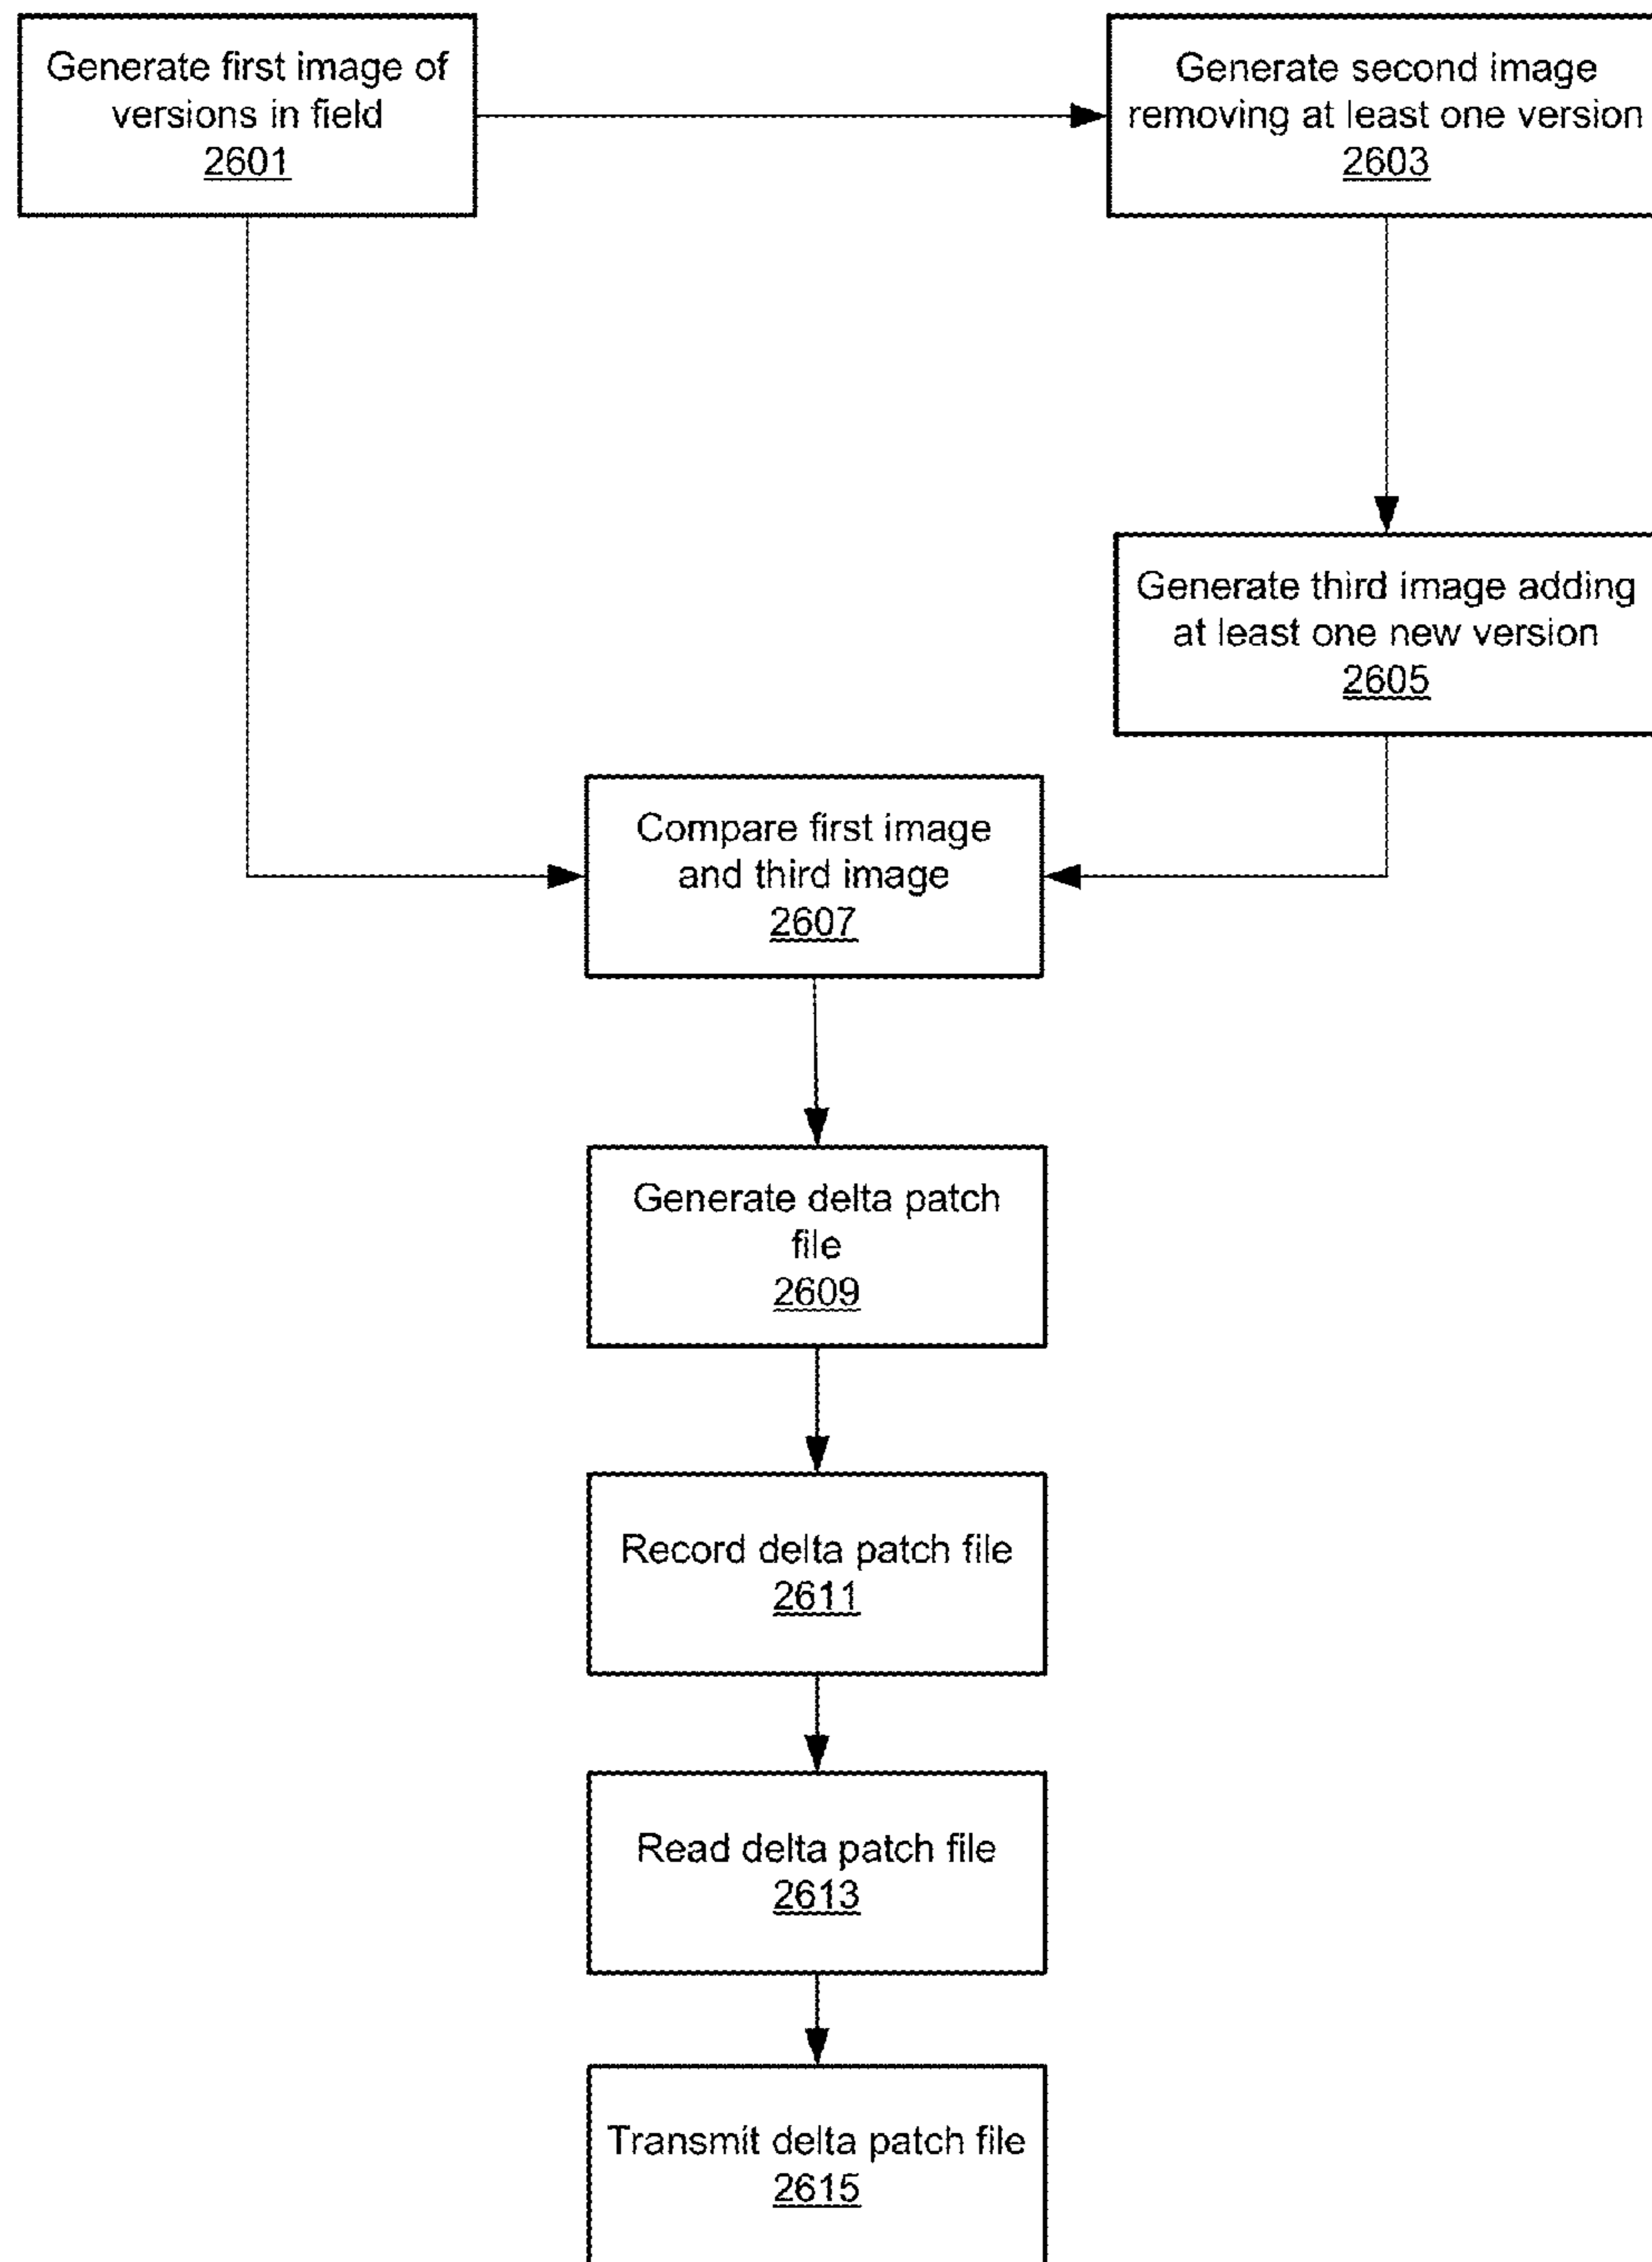 Generate first image of
versions in field
2601
Generate second image
removing at least one version
2603
Generate third image adding
at least one new version
2605
Compare first image
and third image
2607
Generate delta patch
file
2609
Record delta patch file
2611
Read delta patch file
2613
Transmit delta patch file
2615